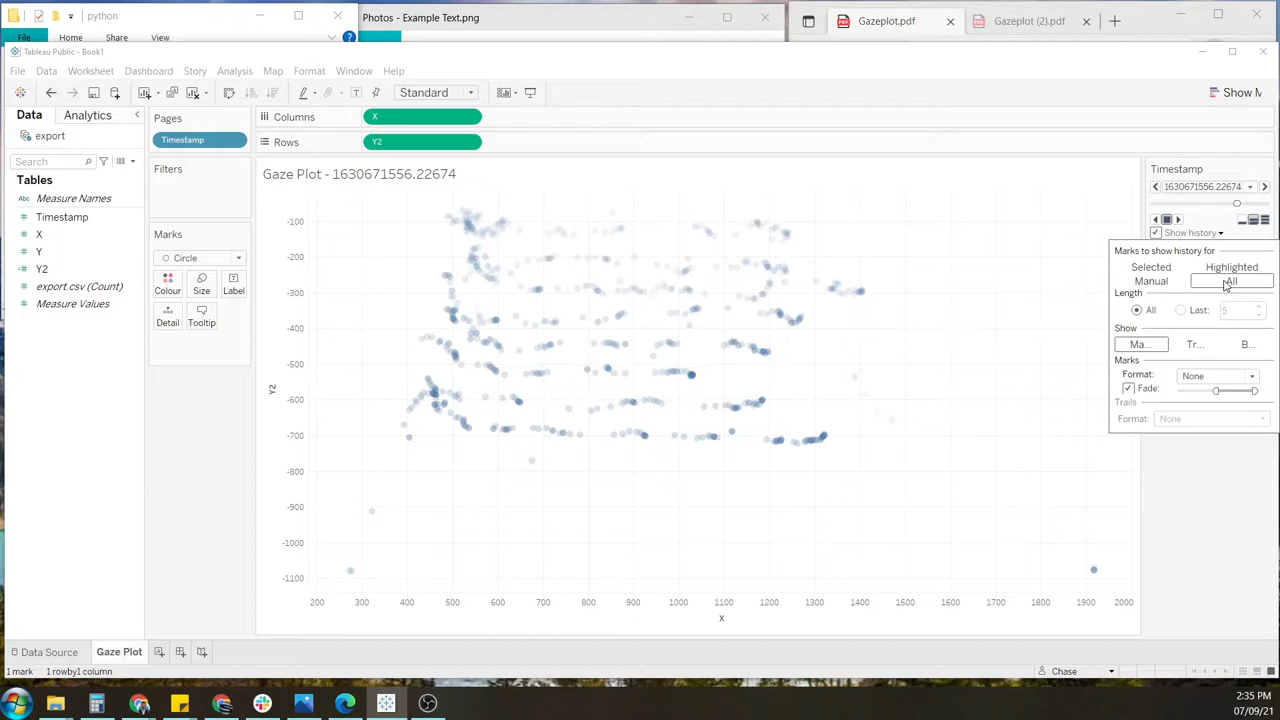 python
Photos - Example Text.png
Gazeplot.pdf
Gazeplot (2).pdf
File Home Share View
Tableau Public - Book1
File Data Worksheet Dashboard Story Analysis Map Format Window Help
Standard
Show M
Data Analytics
export
Search
Tables
Abc Measure Names
# Timestamp
# X
# Y
# Y2
# export.csv (Count)
# Measure Values
Pages
Timestamp
Filters
Marks
Circle
Colour Size Label
Detail Tooltip
Columns X
Rows Y2
Gaze Plot - 1630671556.22674
-100
-200
-300
-400
-500
-600
-700
-800
-900
-1000
-1100
Y2
200 300 400 500 600 700 800 900 1000 1100 1200 1300 1400 1500 1600 1700 1800 1900 2000
X
Timestamp
1630671556.22674
Show history
Marks to show history for
Selected Highlighted
Manual All
Length
All Last: 5
Show
Ma... Tr... B...
Marks
Format: None
Fade:
Trails
Format: None
Data Source Gaze Plot
1 mark 1 rowby1 column
Chase
2:35 PM
07/09/21